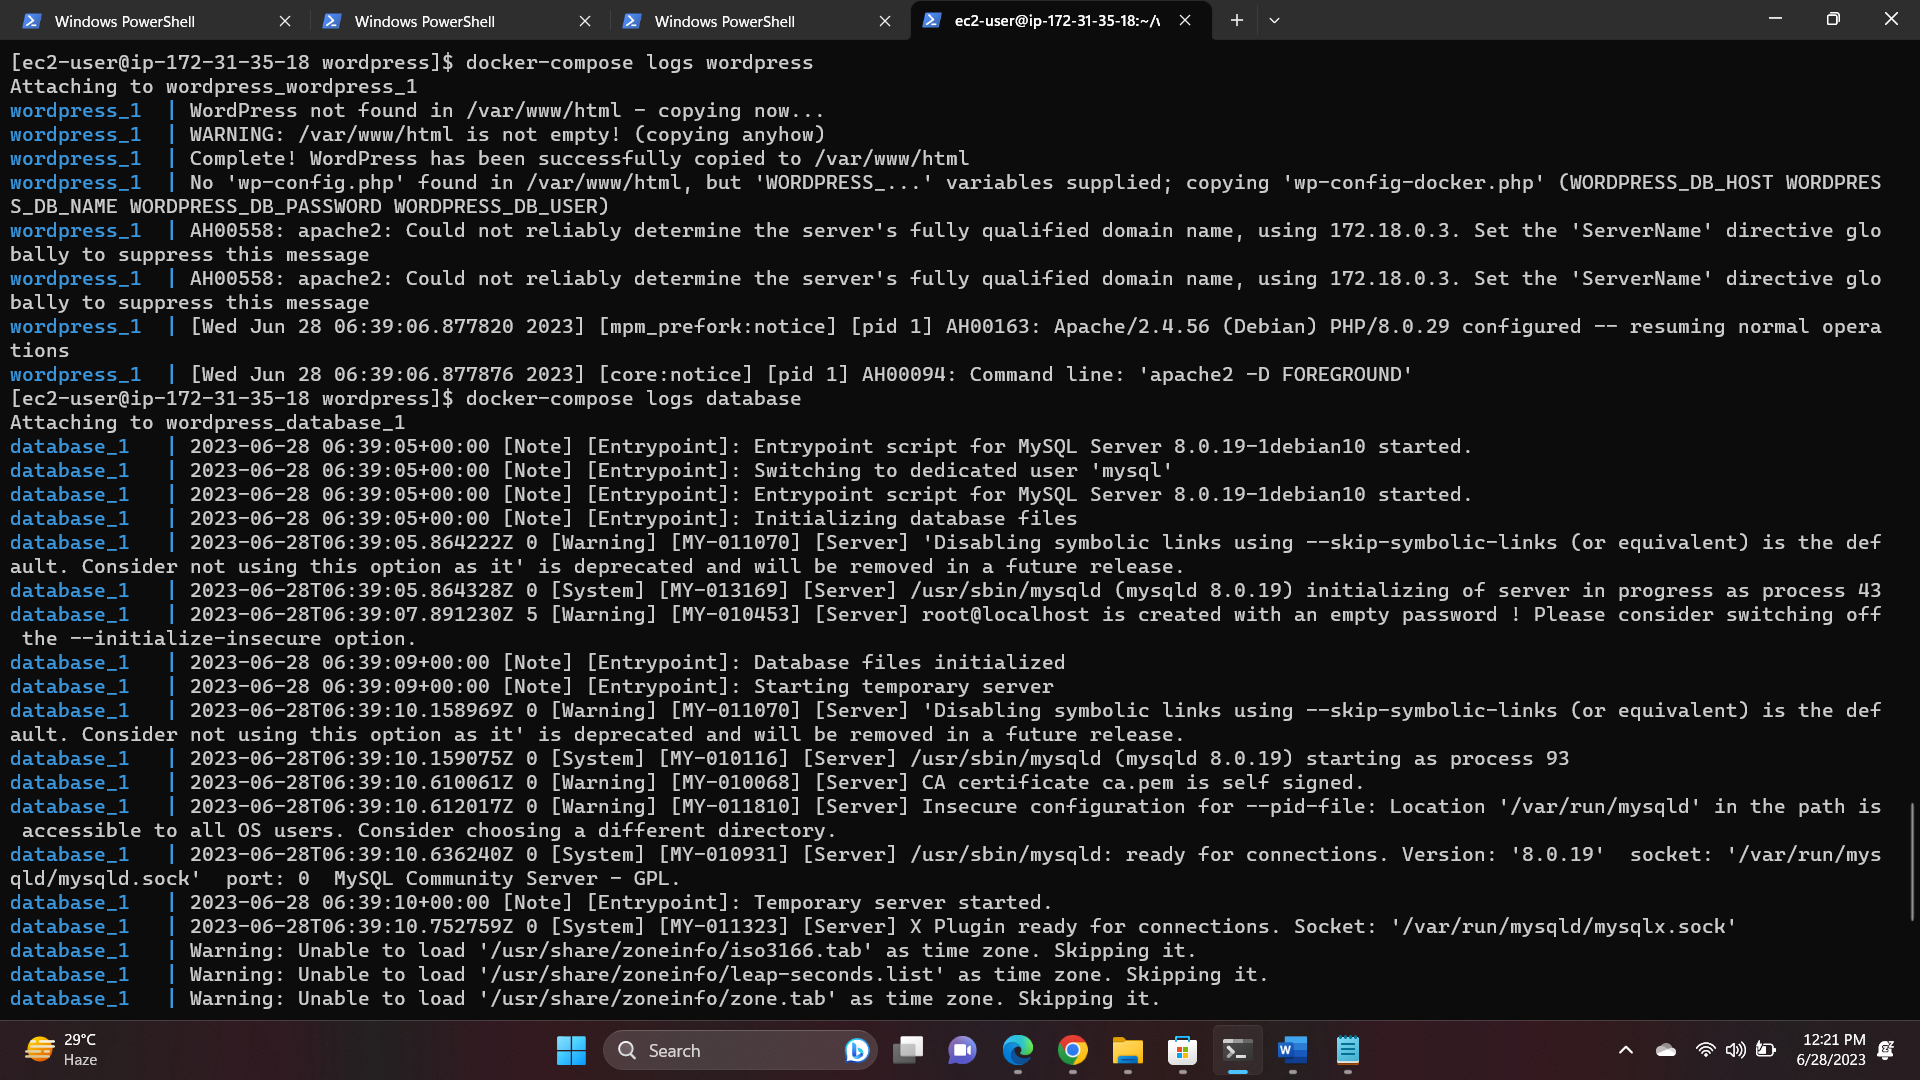 Windows PowerShell
Windows PowerShell
Windows PowerShell
ec2-user@ip-172-31-35-18:~/v
[ec2-user@ip-172-31-35-18 wordpress]$ docker-compose logs wordpress
Attaching to wordpress_wordpress_1
wordpress_1 | WordPress not found in /var/www/html - copying now...
wordpress_1 | WARNING: /var/www/html is not empty! (copying anyhow)
wordpress_1 | Complete! WordPress has been successfully copied to /var/www/html
wordpress_1 | No 'wp-config.php' found in /var/www/html, but 'WORDPRESS_...' variables supplied; copying 'wp-config-docker.php' (WORDPRESS_DB_HOST WORDPRES
S_DB_NAME WORDPRESS_DB_PASSWORD WORDPRESS_DB_USER)
wordpress_1 | AH00558: apache2: Could not reliably determine the server's fully qualified domain name, using 172.18.0.3. Set the 'ServerName' directive glo
bally to suppress this message
wordpress_1 | AH00558: apache2: Could not reliably determine the server's fully qualified domain name, using 172.18.0.3. Set the 'ServerName' directive glo
bally to suppress this message
wordpress_1 | [Wed Jun 28 06:39:06.877820 2023] [mpm_prefork:notice] [pid 1] AH00163: Apache/2.4.56 (Debian) PHP/8.0.29 configured -- resuming normal opera
tions
wordpress_1 | [Wed Jun 28 06:39:06.877876 2023] [core:notice] [pid 1] AH00094: Command line: 'apache2 -D FOREGROUND'
[ec2-user@ip-172-31-35-18 wordpress]$ docker-compose logs database
Attaching to wordpress_database_1
database_1 | 2023-06-28 06:39:05+00:00 [Note] [Entrypoint]: Entrypoint script for MySQL Server 8.0.19-1debian10 started.
database_1 | 2023-06-28 06:39:05+00:00 [Note] [Entrypoint]: Switching to dedicated user 'mysql'
database_1 | 2023-06-28 06:39:05+00:00 [Note] [Entrypoint]: Entrypoint script for MySQL Server 8.0.19-1debian10 started.
database_1 | 2023-06-28 06:39:05+00:00 [Note] [Entrypoint]: Initializing database files
database_1 | 2023-06-28T06:39:05.864222Z 0 [Warning] [MY-011070] [Server] 'Disabling symbolic links using --skip-symbolic-links (or equivalent) is the def
ault. Consider not using this option as it' is deprecated and will be removed in a future release.
database_1 | 2023-06-28T06:39:05.864328Z 0 [System] [MY-013169] [Server] /usr/sbin/mysqld (mysqld 8.0.19) initializing of server in progress as process 43
database_1 | 2023-06-28T06:39:07.891230Z 5 [Warning] [MY-010453] [Server] root@localhost is created with an empty password ! Please consider switching off
the --initialize-insecure option.
database_1 | 2023-06-28 06:39:09+00:00 [Note] [Entrypoint]: Database files initialized
database_1 | 2023-06-28 06:39:09+00:00 [Note] [Entrypoint]: Starting temporary server
database_1 | 2023-06-28T06:39:10.158969Z 0 [Warning] [MY-011070] [Server] 'Disabling symbolic links using --skip-symbolic-links (or equivalent) is the def
ault. Consider not using this option as it' is deprecated and will be removed in a future release.
database_1 | 2023-06-28T06:39:10.159075Z 0 [System] [MY-010116] [Server] /usr/sbin/mysqld (mysqld 8.0.19) starting as process 93
database_1 | 2023-06-28T06:39:10.610061Z 0 [Warning] [MY-010068] [Server] CA certificate ca.pem is self signed.
database_1 | 2023-06-28T06:39:10.612017Z 0 [Warning] [MY-011810] [Server] Insecure configuration for --pid-file: Location '/var/run/mysqld' in the path is
accessible to all OS users. Consider choosing a different directory.
database_1 | 2023-06-28T06:39:10.636240Z 0 [System] [MY-010931] [Server] /usr/sbin/mysqld: ready for connections. Version: '8.0.19'  socket: '/var/run/mys
qld/mysqld.sock'  port: 0  MySQL Community Server - GPL.
database_1 | 2023-06-28 06:39:10+00:00 [Note] [Entrypoint]: Temporary server started.
database_1 | 2023-06-28T06:39:10.752759Z 0 [System] [MY-011323] [Server] X Plugin ready for connections. Socket: '/var/run/mysqld/mysqlx.sock'
database_1 | Warning: Unable to load '/usr/share/zoneinfo/iso3166.tab' as time zone. Skipping it.
database_1 | Warning: Unable to load '/usr/share/zoneinfo/leap-seconds.list' as time zone. Skipping it.
database_1 | Warning: Unable to load '/usr/share/zoneinfo/zone.tab' as time zone. Skipping it.
29°C
Haze
Search
12:21 PM
6/28/2023